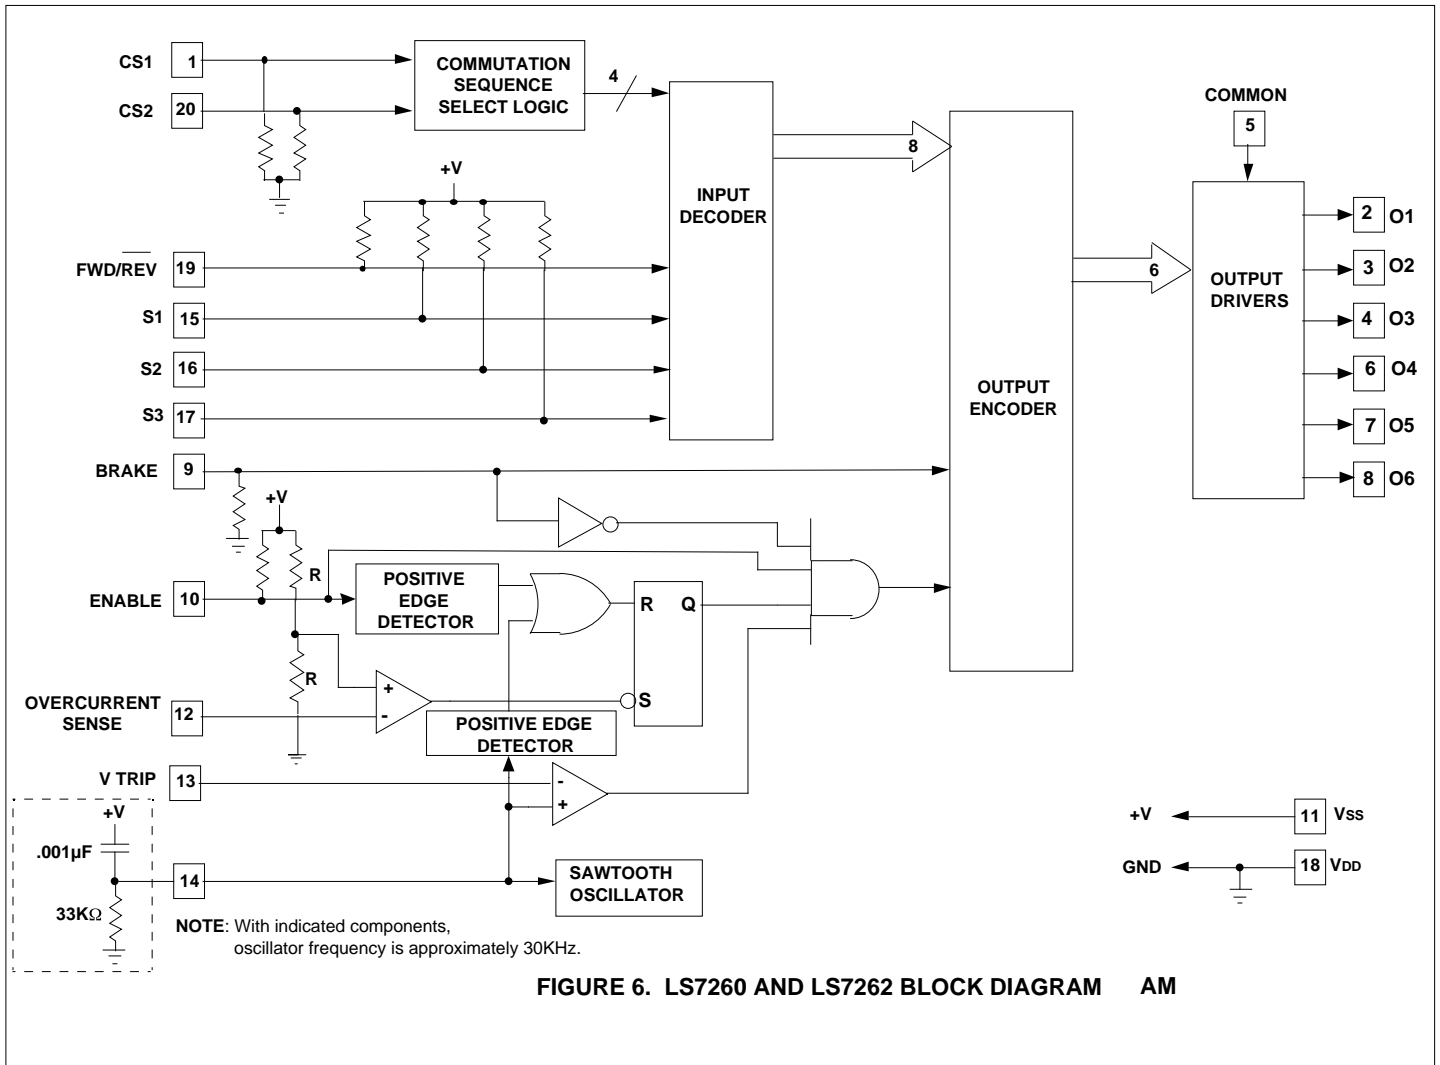 CS1 1
CS2 20
COMMUTATION
SEQUENCE
SELECT LOGIC
4
+V
FWD/REV 19
S1 15
S2 16
S3 17
INPUT
DECODER
8
OUTPUT
ENCODER
6
COMMON
5
OUTPUT
DRIVERS
2 O1
3 O2
4 O3
6 O4
7 O5
8 O6
BRAKE 9
+V
R
ENABLE 10
POSITIVE
EDGE
DETECTOR
R Q
S
R
+
-
OVERCURRENT
SENSE
12
POSITIVE EDGE
DETECTOR
V TRIP 13
-
+
+V
.001µF
14
33KΩ
SAWTOOTH
OSCILLATOR
+V 11 VSS
GND 18 VDD
NOTE: With indicated components,
oscillator frequency is approximately 30KHz.
FIGURE 6. LS7260 AND LS7262 BLOCK DIAGRAM AM